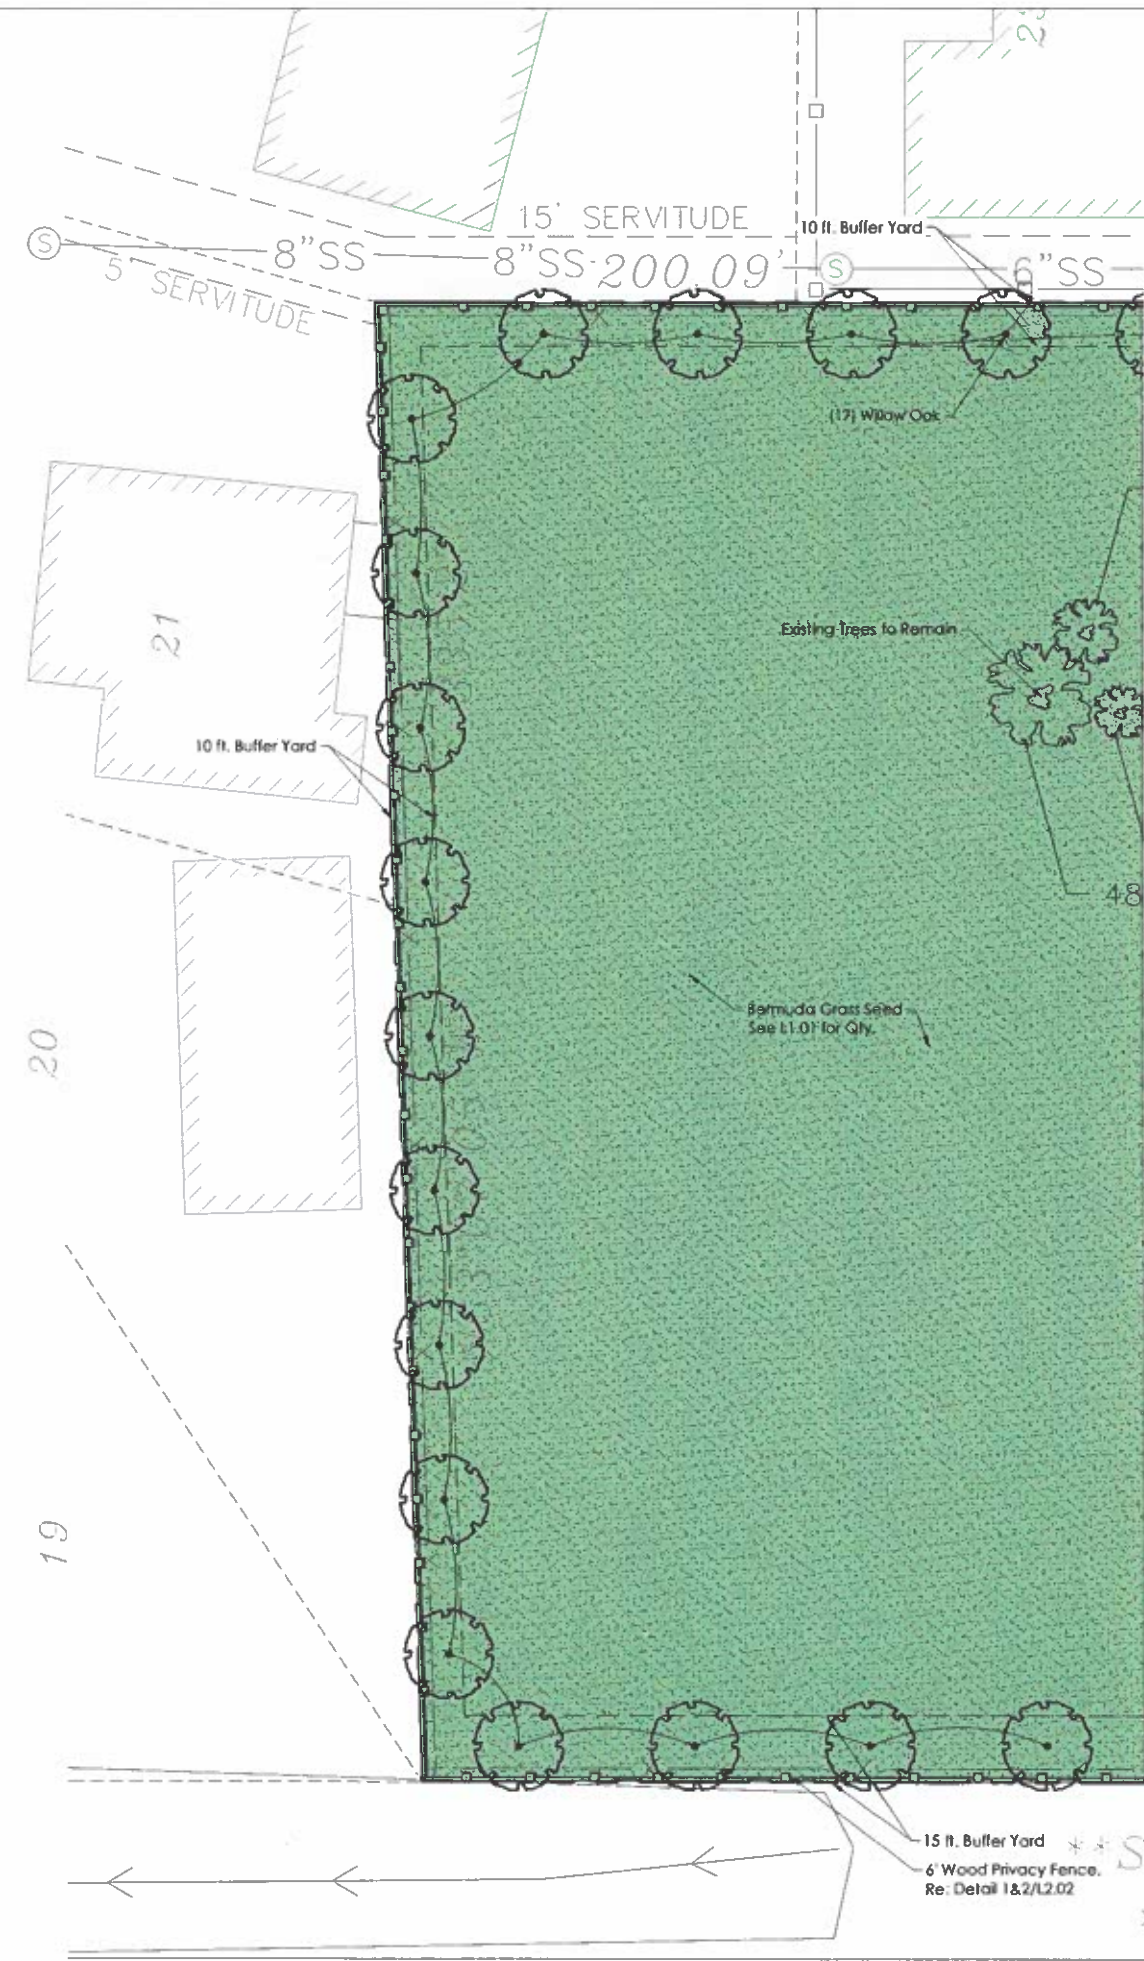 23
15' SERVITUDE
10 ft. Buffer Yard
8"SS
8"SS
200.09'
6"SS
S
S
5' SERVITUDE
(17) Willow Oak
21
Existing Trees to Remain
10 ft. Buffer Yard
48
Bermuda Grass Seed
See L1.01 for Qty.
20
19
15 ft. Buffer Yard
**S
6' Wood Privacy Fence.
Re: Detail 1&2/L2.02